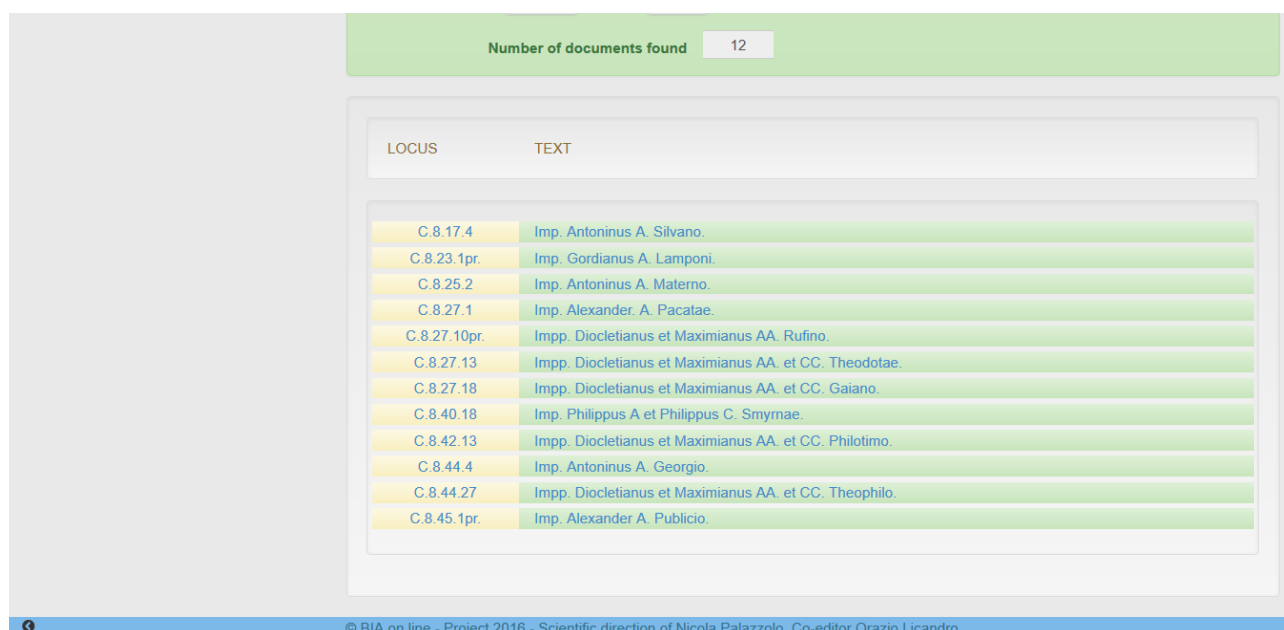 Number of documents found 12
LOCUS TEXT
C.8.17.4 Imp. Antoninus A. Silvano.
C.8.23.1pr. Imp. Gordianus A. Lamponi.
C.8.25.2 Imp. Antoninus A. Materno.
C.8.27.1 Imp. Alexander. A. Pacatae.
C.8.27.10pr. Impp. Diocletianus et Maximianus AA. Rufino.
C.8.27.13 Impp. Diocletianus et Maximianus AA. et CC. Theodotae.
C.8.27.18 Impp. Diocletianus et Maximianus AA. et CC. Gaiano.
C.8.40.18 Imp. Philippus A et Philippus C. Smyrnae.
C.8.42.13 Impp. Diocletianus et Maximianus AA. et CC. Philotimo.
C.8.44.4 Imp. Antoninus A. Georgio.
C.8.44.27 Impp. Diocletianus et Maximianus AA. et CC. Theophilo.
C.8.45.1pr. Imp. Alexander A. Publicio.
© BIA on line - Project 2016 - Scientific direction of Nicola Palazzolo, Co-editor Orazio Licandro